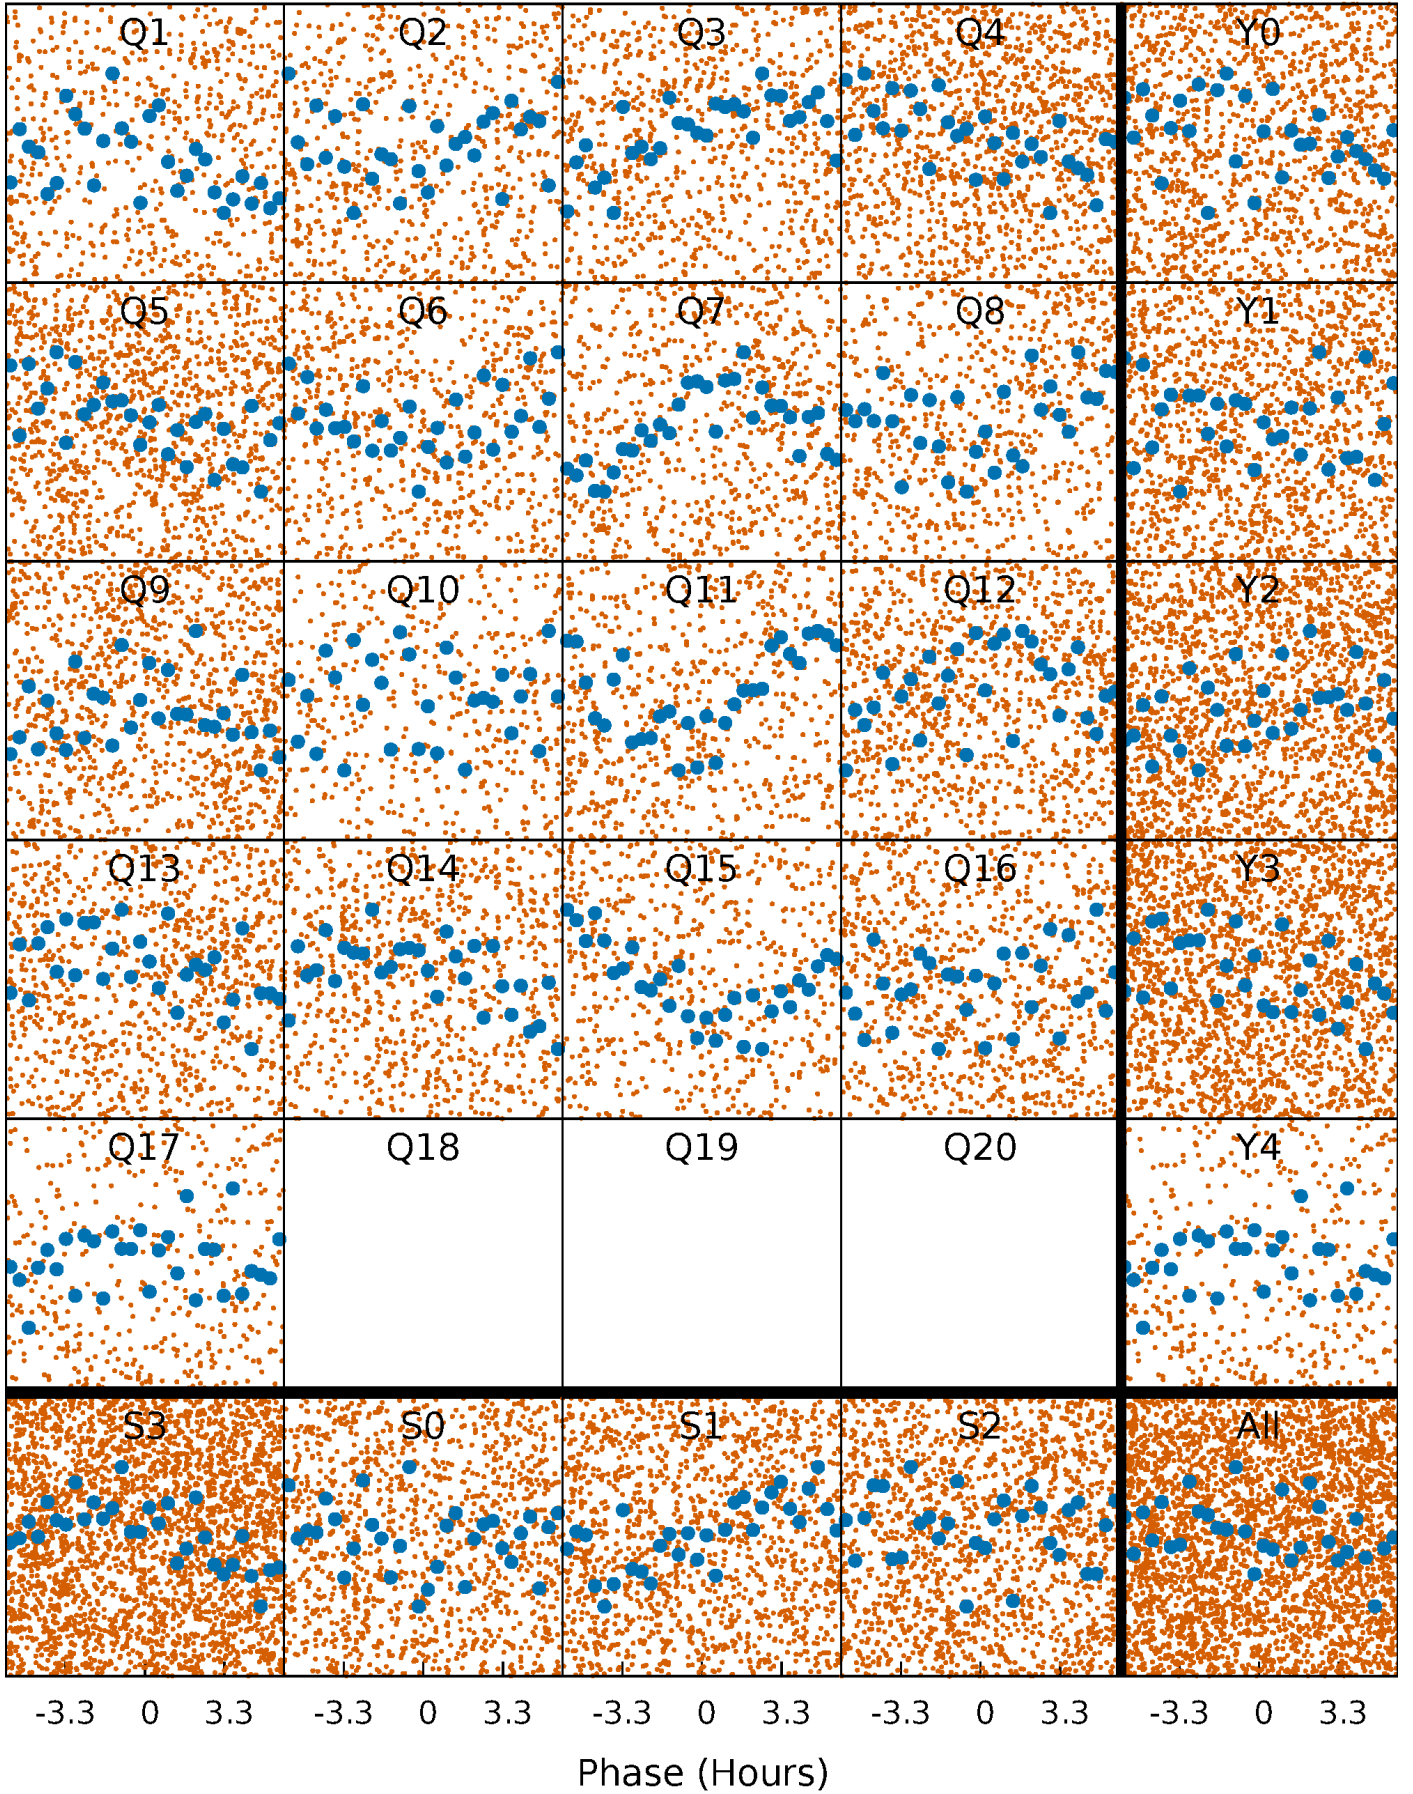 Q1 Q2 Q3 Q4 Y0
Q5 Q6 Q7 Q8 Y1
Q9 Q10 Q11 Q12 Y2
Q13 Q14 Q15 Q16 Y3
Q17 Q18 Q19 Q20 Y4
S3 S0 S1 S2 All
-3.3 0 3.3 -3.3 0 3.3 -3.3 0 3.3 -3.3 0 3.3 -3.3 0 3.3
Phase (Hours)